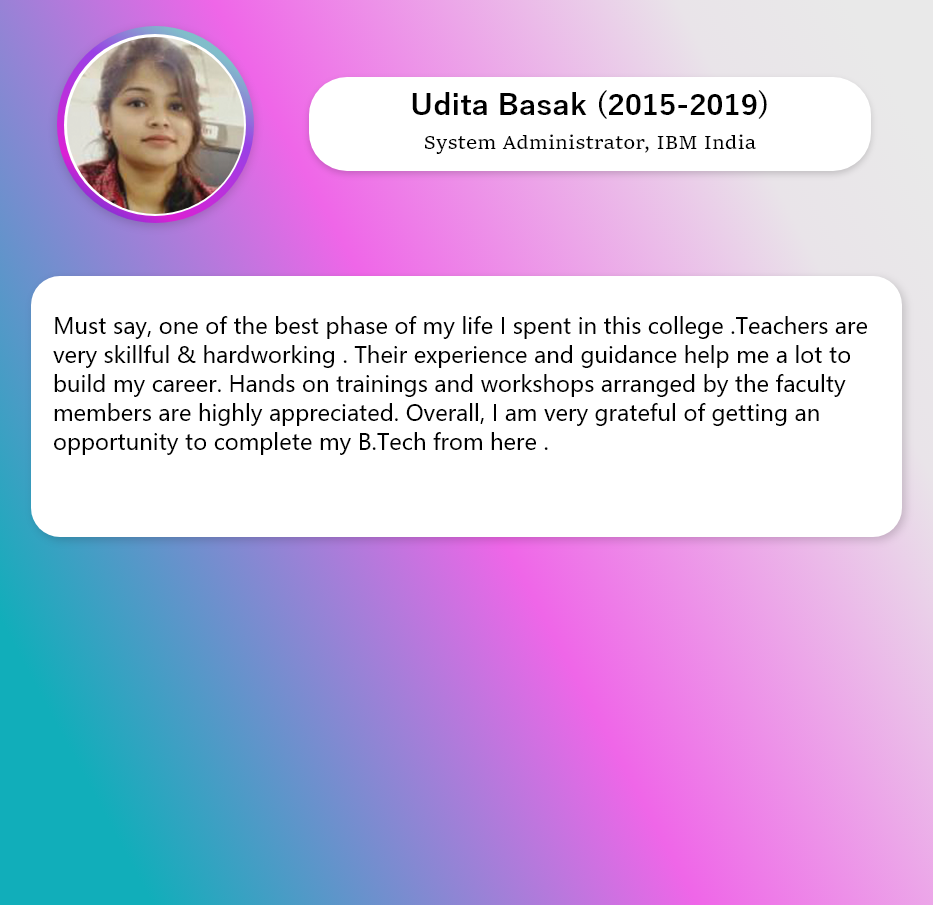 Udita Basak (2015-2019)
System Administrator, IBM India
Must say, one of the best phase of my life I spent in this college .Teachers are
very skillful & hardworking . Their experience and guidance help me a lot to
build my career. Hands on trainings and workshops arranged by the faculty
members are highly appreciated. Overall, I am very grateful of getting an
opportunity to complete my B.Tech from here .